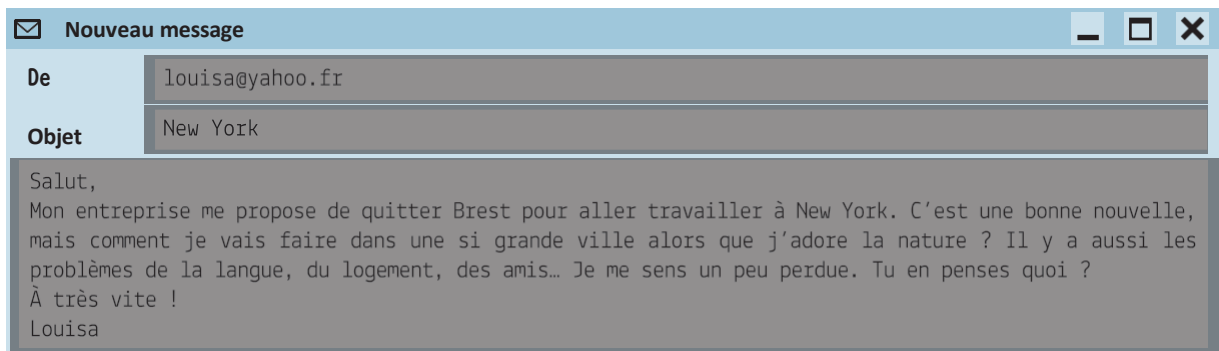 Nouveau message
De
louisa@yahoo.fr
Objet
New York
Salut,
Mon entreprise me propose de quitter Brest pour aller travailler à New York. C’est une bonne nouvelle,
mais comment je vais faire dans une si grande ville alors que j’adore la nature ? Il y a aussi les
problèmes de la langue, du logement, des amis… Je me sens un peu perdue. Tu en penses quoi ?
À très vite !
Louisa